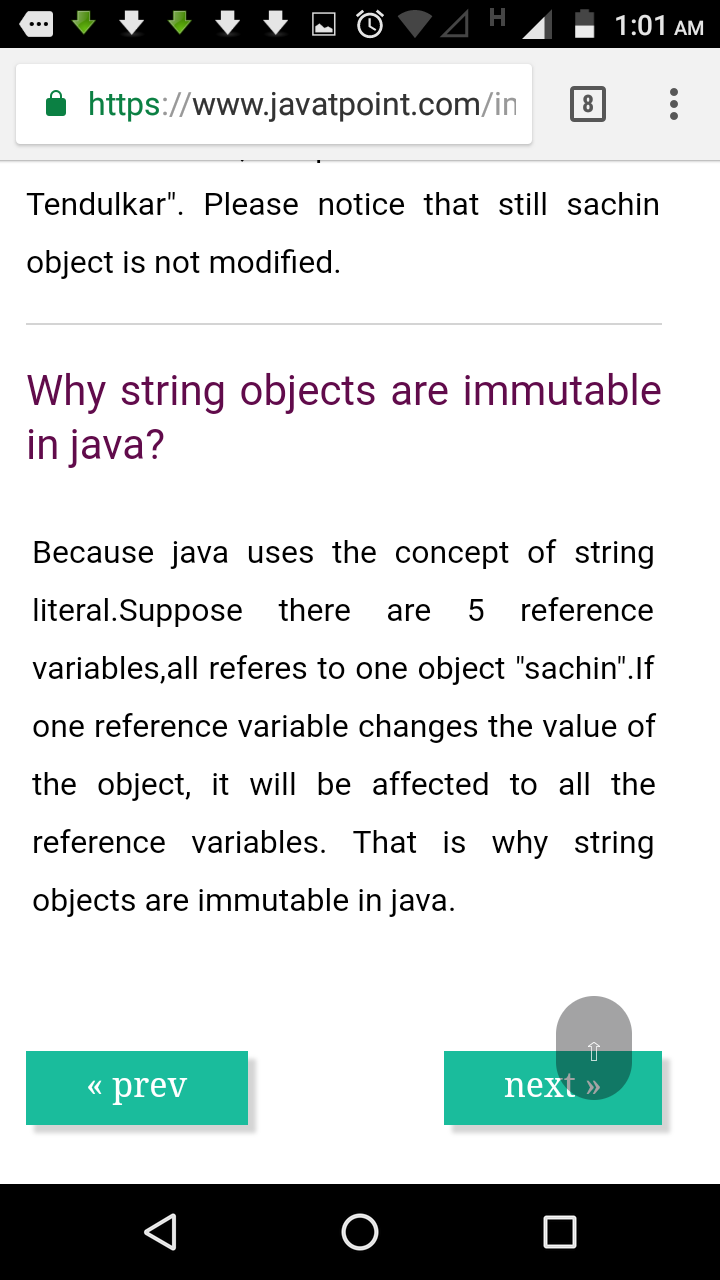 H 1:01 AM
https://www.javatpoint.com/in 8
Tendulkar". Please notice that still sachin
object is not modified.
Why string objects are immutable
in java?
Because java uses the concept of string
literal.Suppose there are 5 reference
variables,all referes to one object "sachin".If
one reference variable changes the value of
the object, it will be affected to all the
reference variables. That is why string
objects are immutable in java.
« prev next »